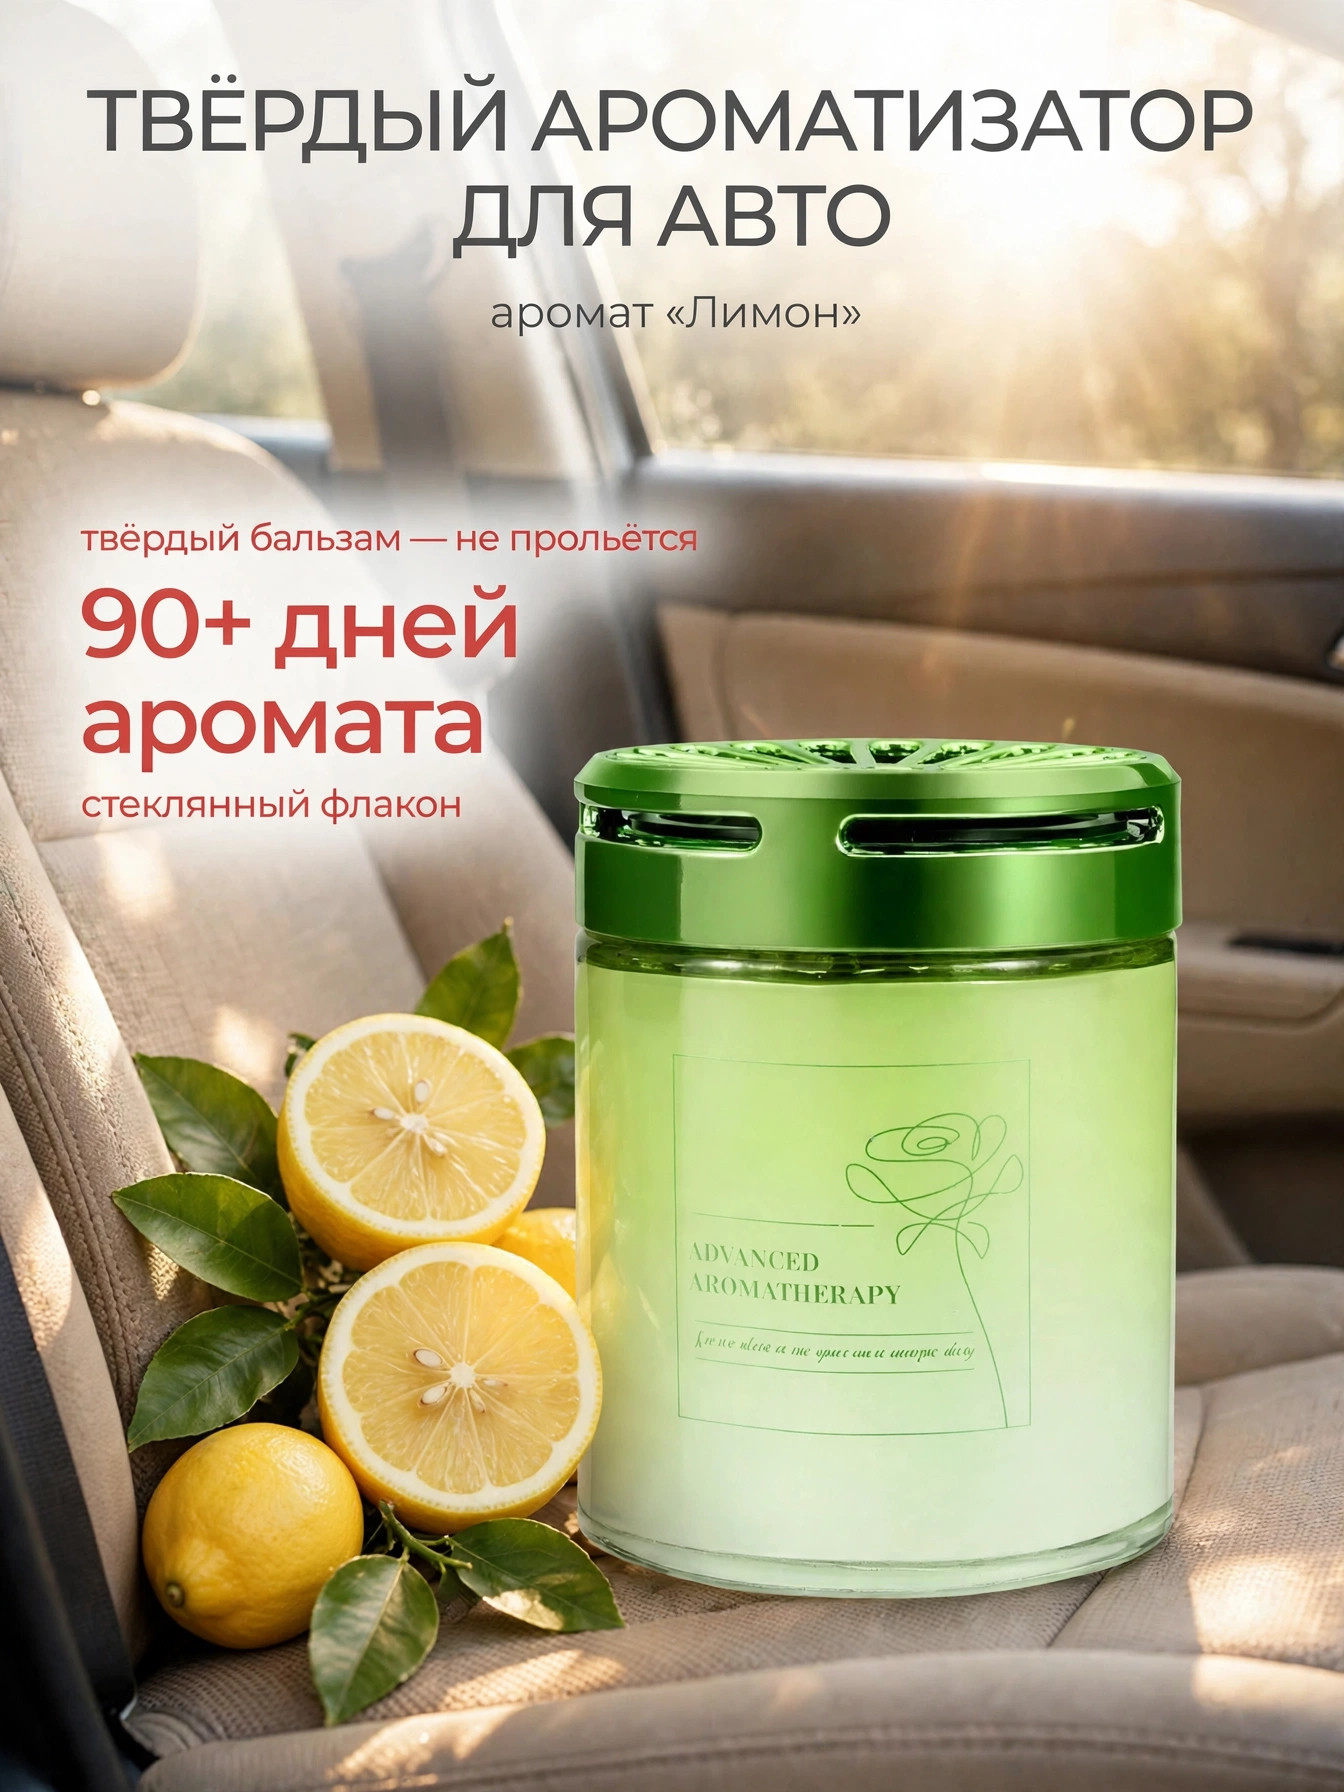 ТВЁРДЫЙ АРОМАТИЗАТОР
ДЛЯ АВТО
аромат «Лимон»
твёрдый бальзам — не прольётся
90+ дней
аромата
стеклянный флакон
ADVANCED
AROMATHERAPY